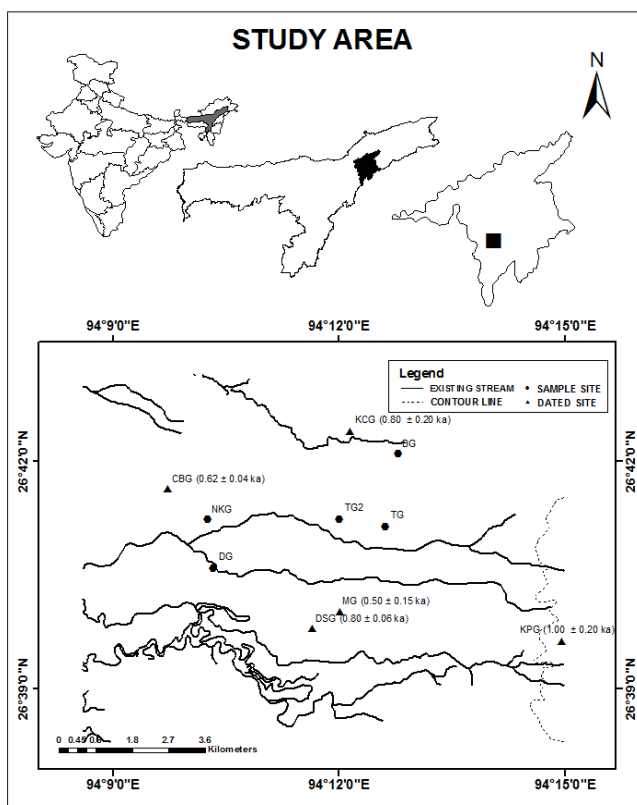 STUDY AREA
N
94°9'0"E 94°12'0"E 94°15'0"E
Legend
EXISTING STREAM SAMPLE SITE
CONTOUR LINE DATED SITE
KCG (0.80 ± 0.20 ka)
BG
26°42'0"N 26°42'0"N
CBG (0.62 ± 0.04 ka)
NKG TG2 TG
DG
MG (0.50 ± 0.15 ka)
DSG (0.80 ± 0.06 ka)
KPG (1.00 ± 0.20 ka)
26°39'0"N 26°39'0"N
0 0.45 1.8 2.7 3.6
Kilometers
94°9'0"E 94°12'0"E 94°15'0"E